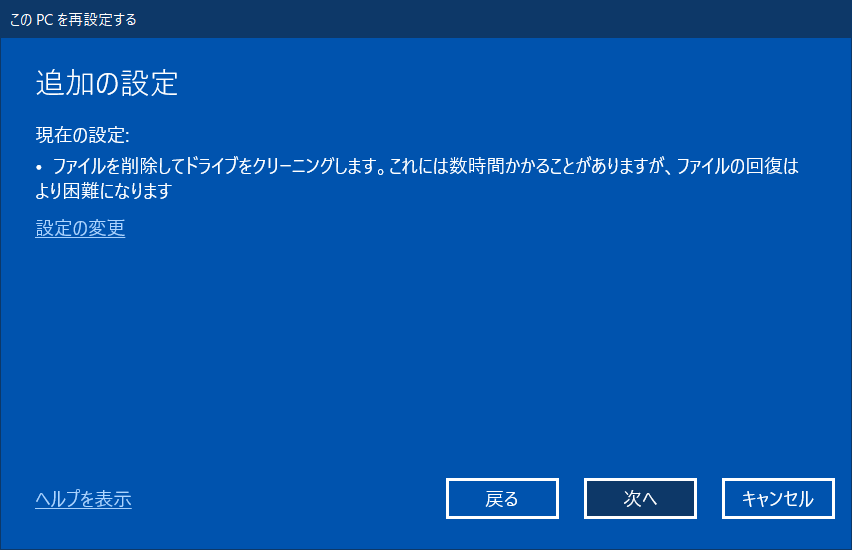 この PC を再設定する
追加の設定
現在の設定:
• ファイルを削除してドライブをクリーニングします。これには数時間かかることがありますが、ファイルの回復は
より困難になります
設定の変更
ヘルプを表示
戻る
次へ
キャンセル